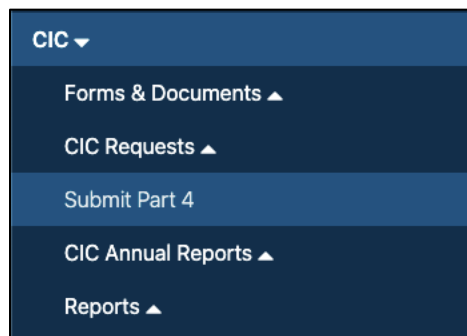 CIC
Forms & Documents
CIC Requests
Submit Part 4
CIC Annual Reports
Reports